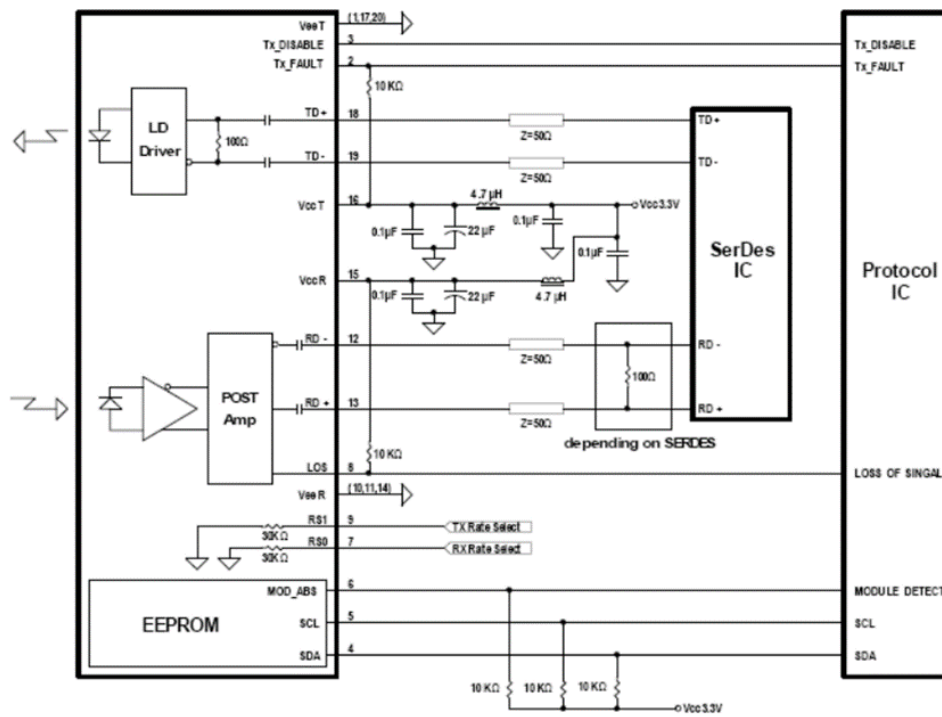 VeeT (1,17,20)
Tx_DISABLE 3 Tx_DISABLE
Tx_FAULT 2 Tx_FAULT
10 KΩ
LD
Driver
100Ω
TD+ 18 TD+
Z=50Ω
TD- 19 TD-
Z=50Ω
VccT 16
4.7 µH
Vcc3.3V
0.1µF
22 µF
0.1µF
0.1µF
SerDes
IC
Protocol
IC
VccR 15
0.1µF
22 µF
4.7 µH
RD - 12 RD -
Z=50Ω
100Ω
POST
Amp
RD + 13 RD +
Z=50Ω
depending on SERDES
10 KΩ
LOS 8 LOSS OF SINGAL
VeeR (10,11,14)
RS1 9 TX Rate Select
30KΩ
RS0 7 RX Rate Select
30KΩ
MOD_ABS 6 MODULE DETECT
EEPROM
SCL 5 SCL
SDA 4 SDA
10 KΩ 10 KΩ 10 KΩ
Vcc3.3V